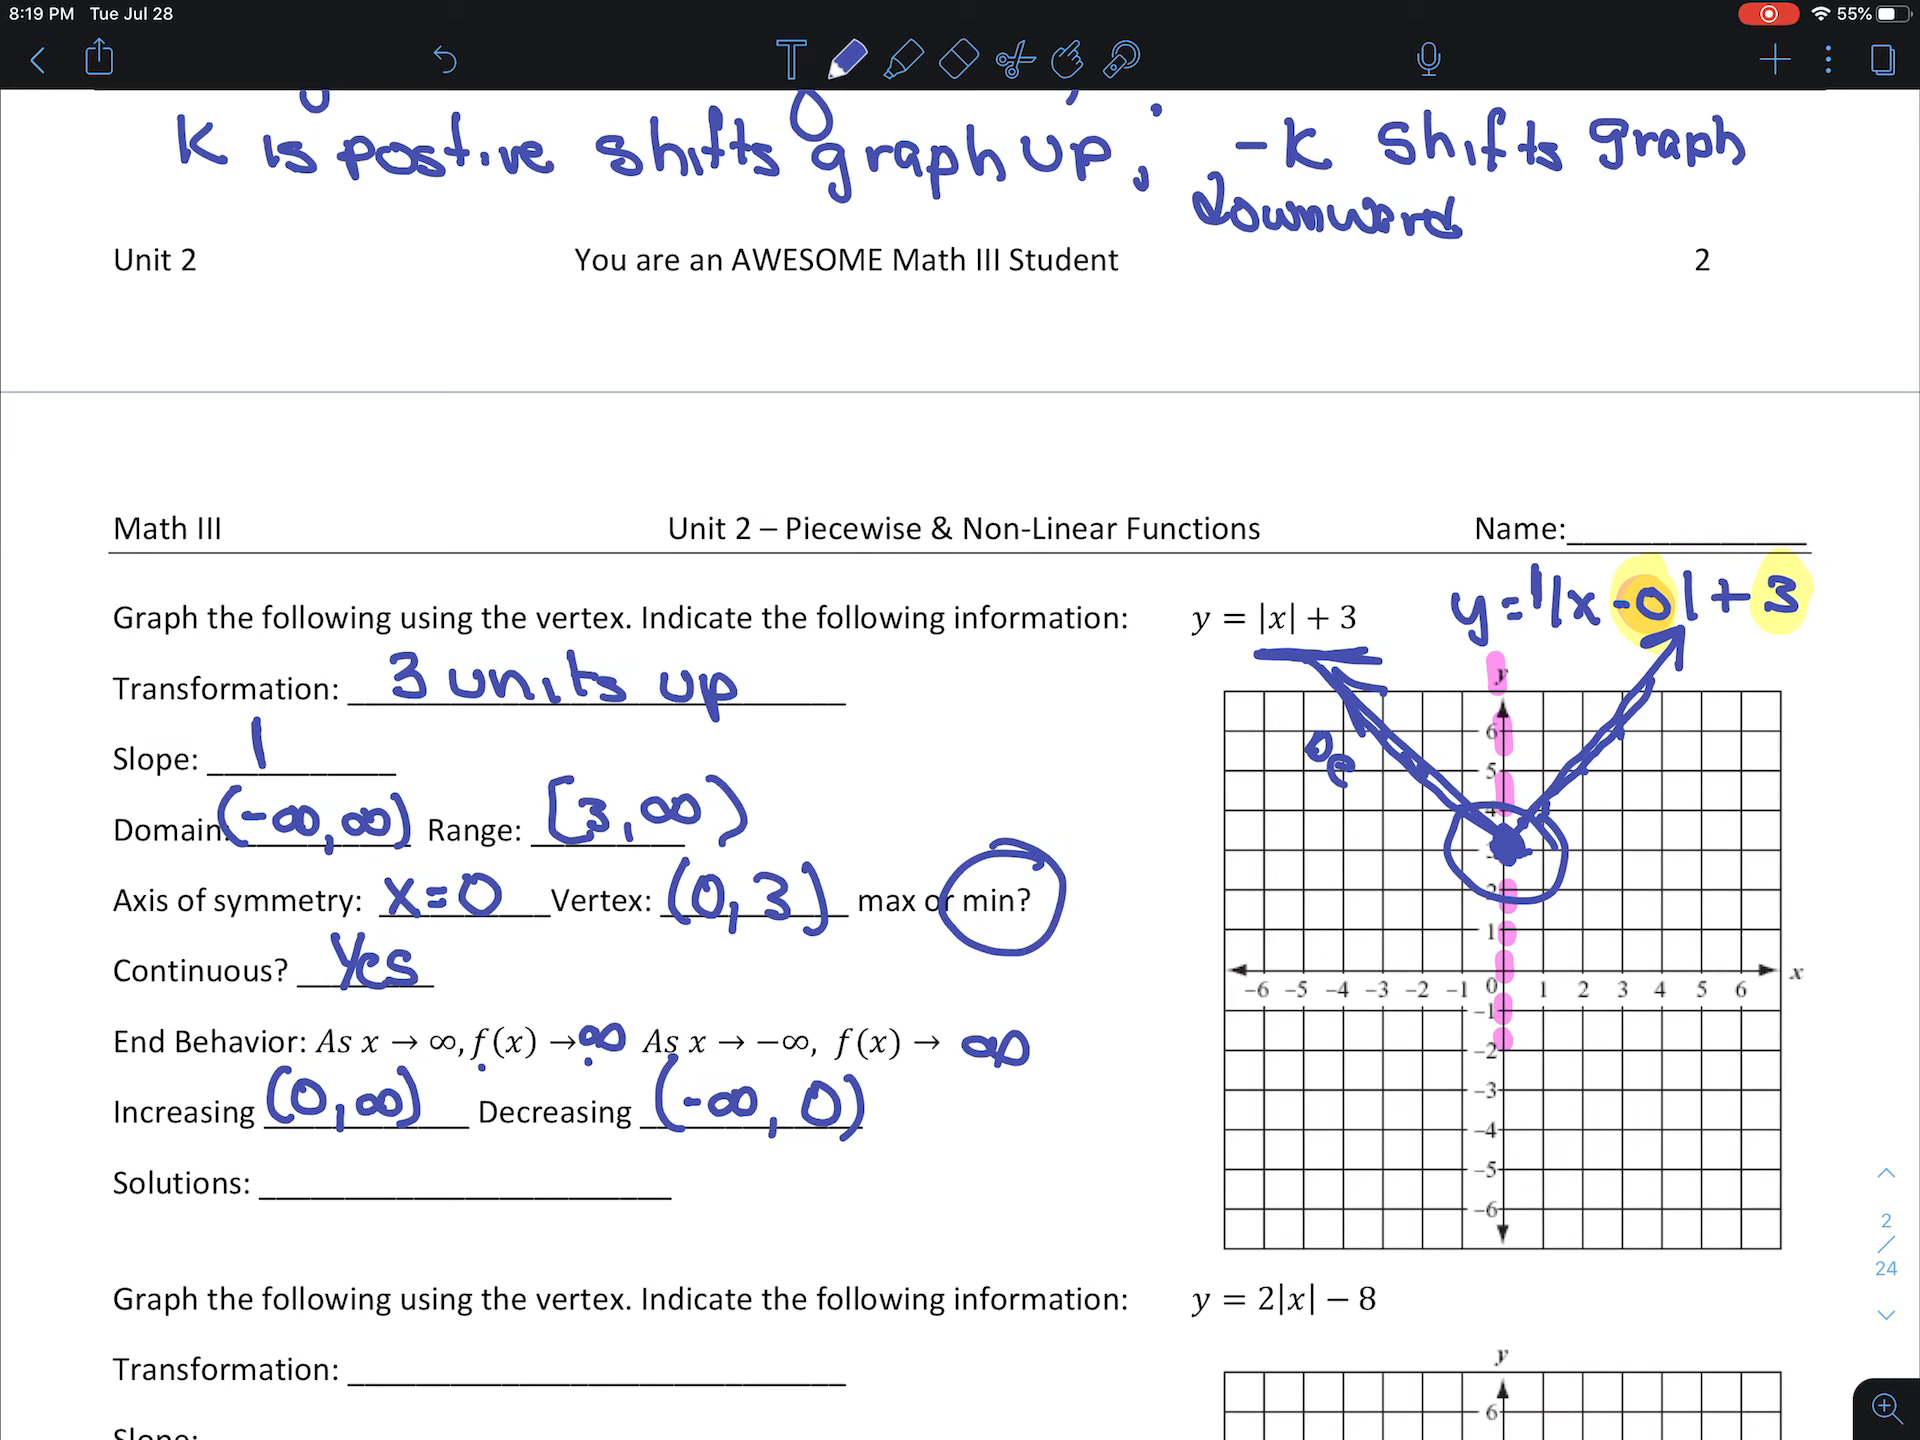 8:19 PM Tue Jul 28 55%
K is postive shifts graph up; -K shifts graph
downward
Unit 2 You are an AWESOME Math III Student 2
Math III Unit 2 – Piecewise & Non-Linear Functions Name:_______________
Graph the following using the vertex. Indicate the following information: y = |x| + 3 y=1|x-0|+3
Transformation: 3 units up
Slope: 1
Domain: (-∞,∞) Range: [3,∞)
Axis of symmetry: x=0 Vertex: (0,3) max or min?
Continuous? Yes
End Behavior: As x → ∞, f(x) → ∞ As x → −∞, f(x) → ∞
Increasing (0,∞) Decreasing (-∞,0)
Solutions: _______________
y
6
5
4
3
2
1
−6 −5 −4 −3 −2 −1 0 1 2 3 4 5 6 x
−1
−2
−3
−4
−5
−6
2
/
24
Graph the following using the vertex. Indicate the following information: y = 2|x| − 8
Transformation: _______________
y
6
Slope: